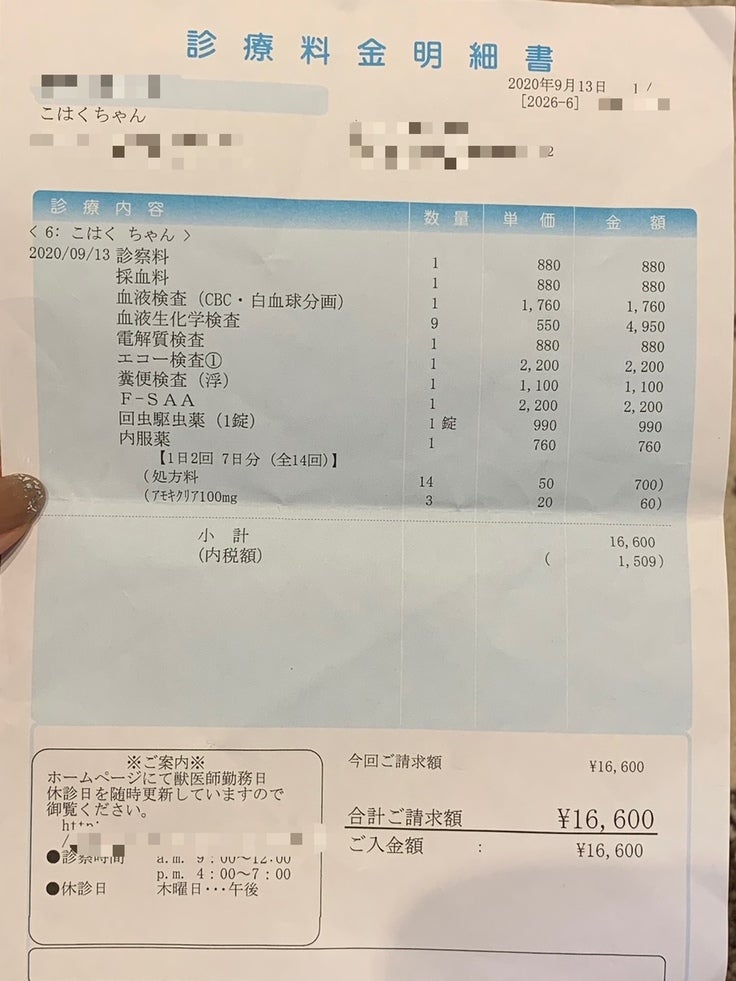 診療料金明細書
2020年9月13日 1 /
[2026-6]
こはくちゃん
2
診療内容 数量 単価 金額
< 6: こはく ちゃん >
2020/09/13 診察料 1 880 880
採血料 1 880 880
血液検査 (CBC・白血球分画) 1 1,760 1,760
血液生化学検査 9 550 4,950
電解質検査 1 880 880
エコー検査① 1 2,200 2,200
糞便検査 (浮) 1 1,100 1,100
F-SAA 1 2,200 2,200
回虫駆虫薬 (1錠) 1 錠 990 990
内服薬 1 760 760
【1日2回 7日分 (全14回)】
(処方料 14 50 700)
(アモキクリア100mg 3 20 60)
小計 16,600
(内税額) ( 1,509)
※ご案内※
ホームページにて獣医師勤務日
休診日を随時更新していますので
御覧ください。
http:
/
●診察時間 a.m. 9:00~12:00
p.m. 4:00~7:00
●休診日 木曜日・・・午後
今回ご請求額 ¥16,600
合計ご請求額 ¥16,600
ご入金額 : ¥16,600